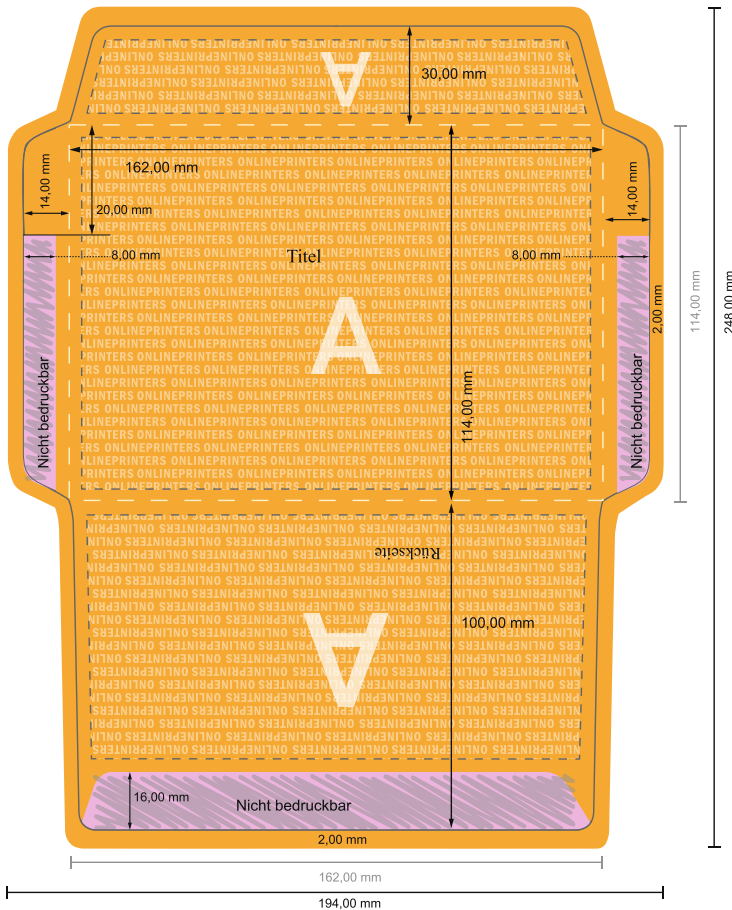 A
30,00 mm
162,00 mm
14,00 mm
20,00 mm
14,00 mm
8,00 mm
Titel
8,00 mm
ONLINEPRINTERS ONLINEPRINTERS ONLINEPRINTERS ONLINEPRINTERS
A
2,00 mm
114,00 mm
248,00 mm
Nicht bedruckbar
114,00 mm
Nicht bedruckbar
Rückseite
100,00 mm
A
16,00 mm
Nicht bedruckbar
2,00 mm
162,00 mm
194,00 mm